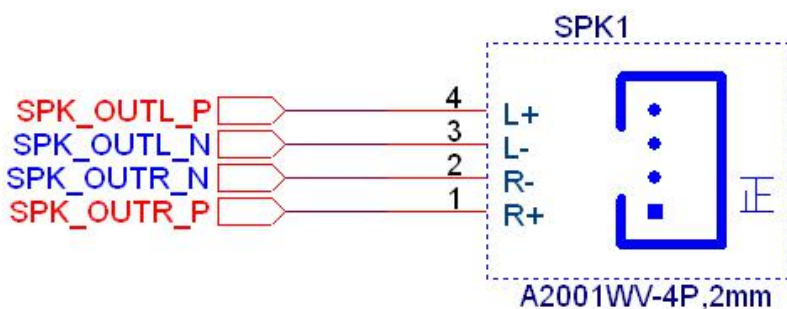 SPK1
SPK_OUTL_P 4 L+
SPK_OUTL_N 3 L-
SPK_OUTR_N 2 R-
SPK_OUTR_P 1 R+
正
A2001WV-4P,2mm